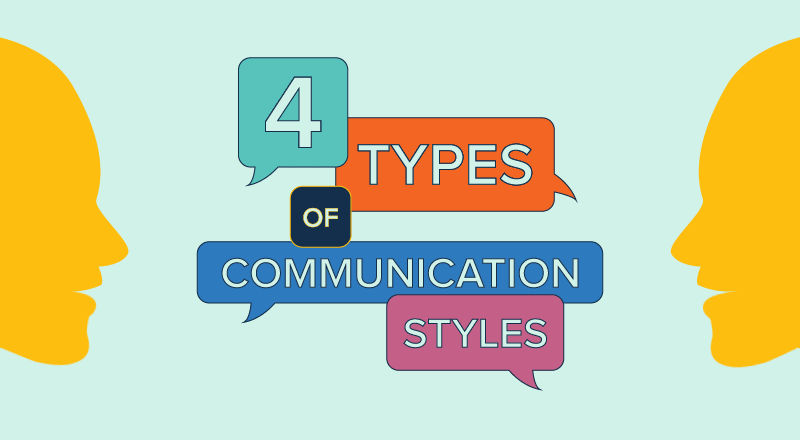 4
TYPES
OF
COMMUNICATION
STYLES